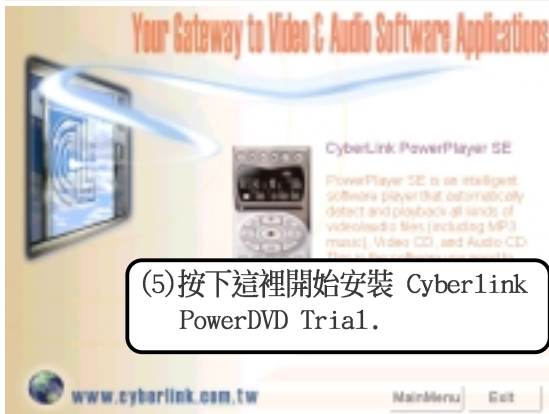 Your Gateway to Video & Audio Software Applications
CyberLink PowerPlayer SE
PowerPlayer SE is an intelligent
software player that automatically
detect and playback all kinds of
video/audio files (including MP3
music), Video CD, and Audio CD.
(5)按下這裡開始安裝 Cyberlink
PowerDVD Trial.
www.cyberlink.com.tw
MainMenu
Exit